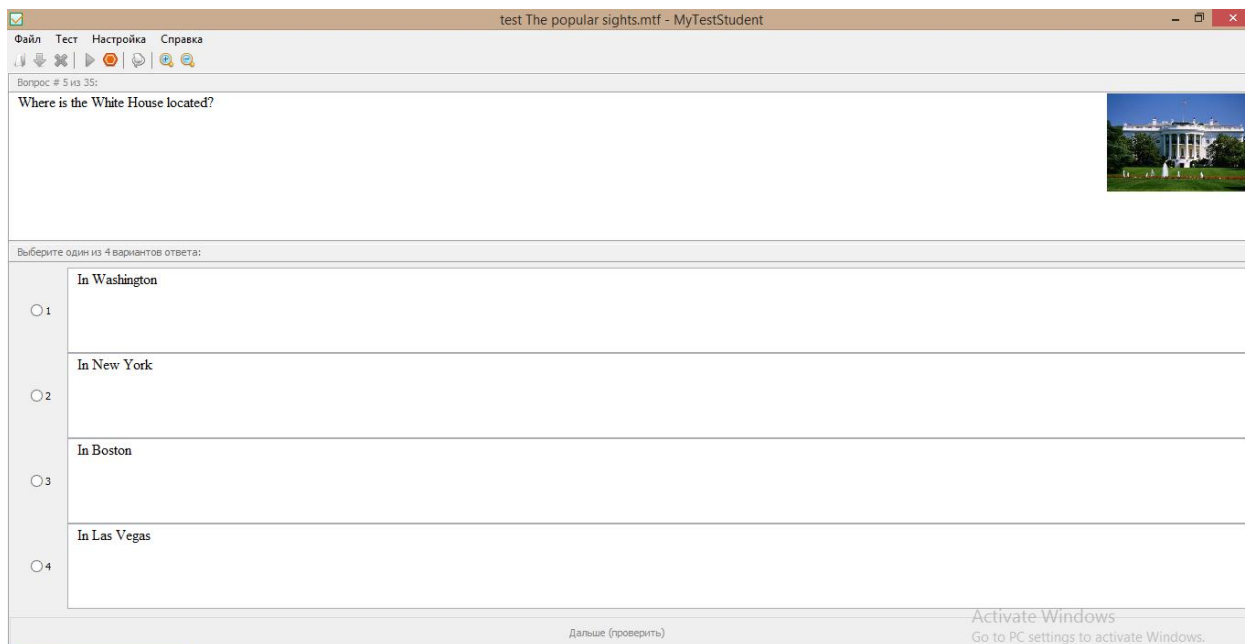 test The popular sights.mtf - MyTestStudent
Файл Тест Настройка Справка
Вопрос # 5 из 35:
Where is the White House located?
Выберите один из 4 вариантов ответа:
In Washington
1
In New York
2
In Boston
3
In Las Vegas
4
Дальше (проверить)
Activate Windows
Go to PC settings to activate Windows.